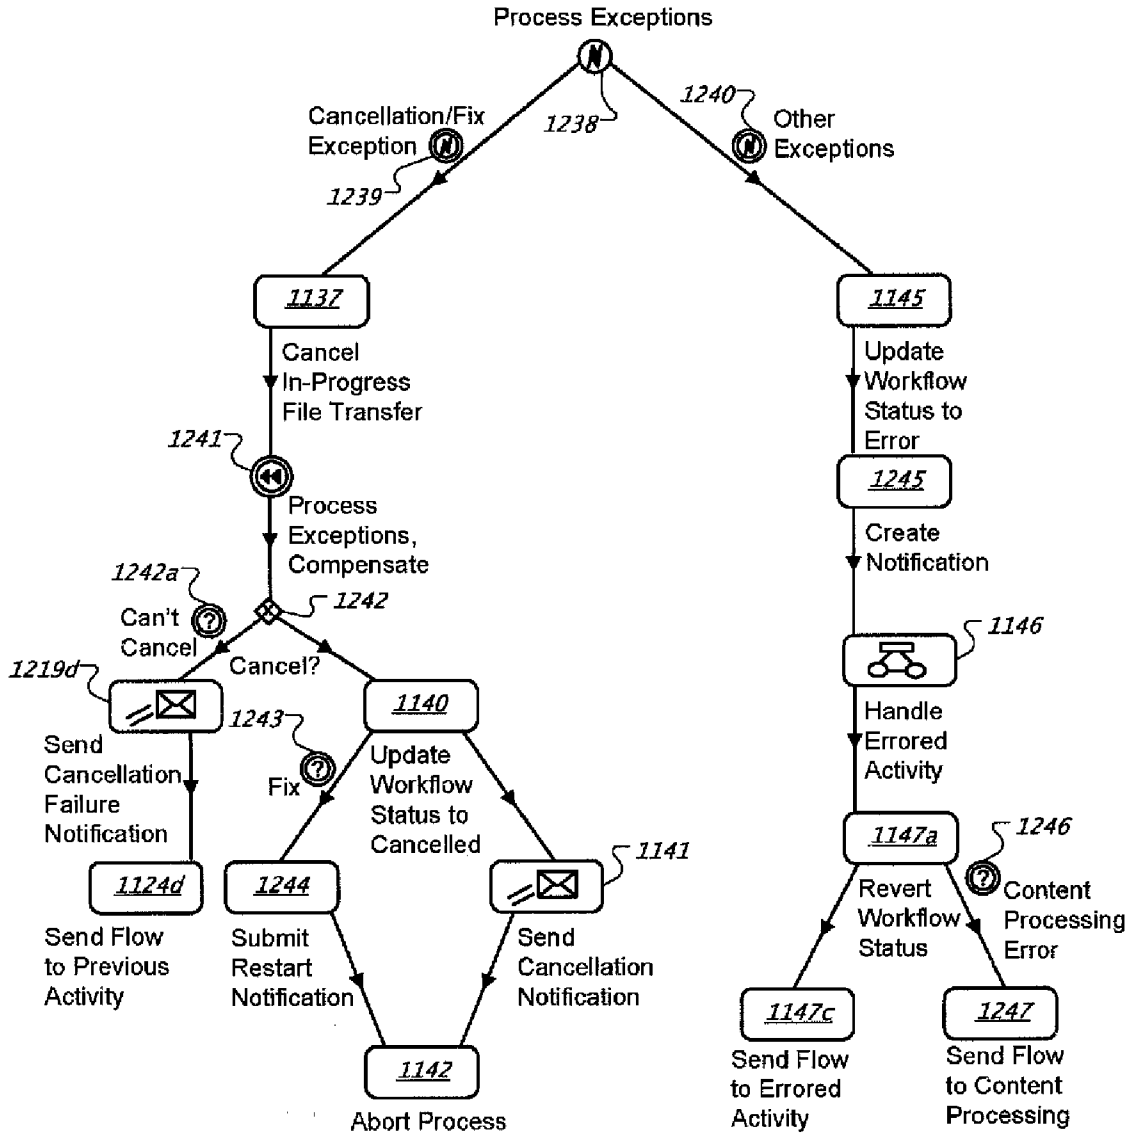 Process Exceptions
1238
Cancellation/Fix
Exception
1239
1240
Other
Exceptions
1137
Cancel
In-Progress
File Transfer
1241
Process
Exceptions,
Compensate
1242a
1242
Can't
Cancel
?
Cancel?
1219d
Send
Cancellation
Failure
Notification
1124d
Send Flow
to Previous
Activity
1140
Update
Workflow
Status to
Cancelled
1243
?
Fix
1244
Submit
Restart
Notification
1141
Send
Cancellation
Notification
1142
Abort Process
1145
Update
Workflow
Status to
Error
1245
Create
Notification
1146
Handle
Errored
Activity
1147a
Revert
Workflow
Status
1246
?
Content
Processing
Error
1147c
Send Flow
to Errored
Activity
1247
Send Flow
to Content
Processing